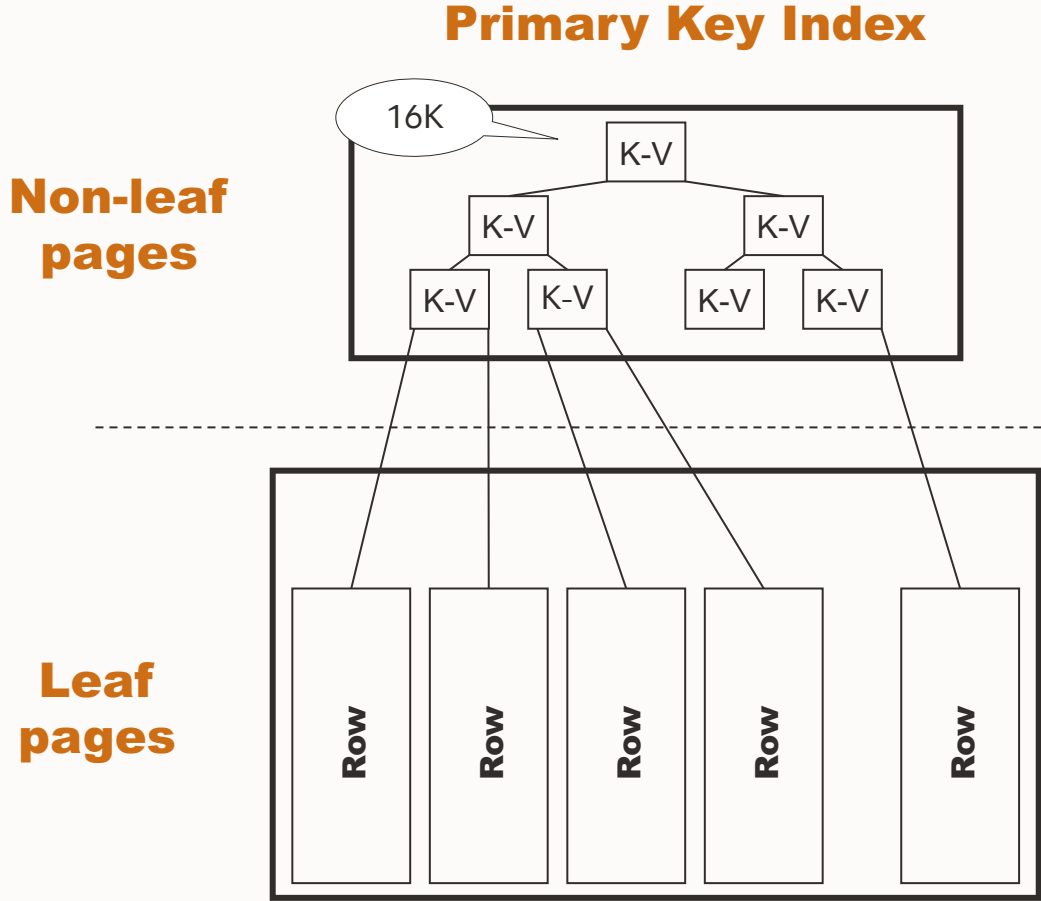 Primary Key Index
16K
K-V
Non-leaf
pages
K-V
K-V
K-V
K-V
K-V
K-V
Leaf
pages
Row
Row
Row
Row
Row